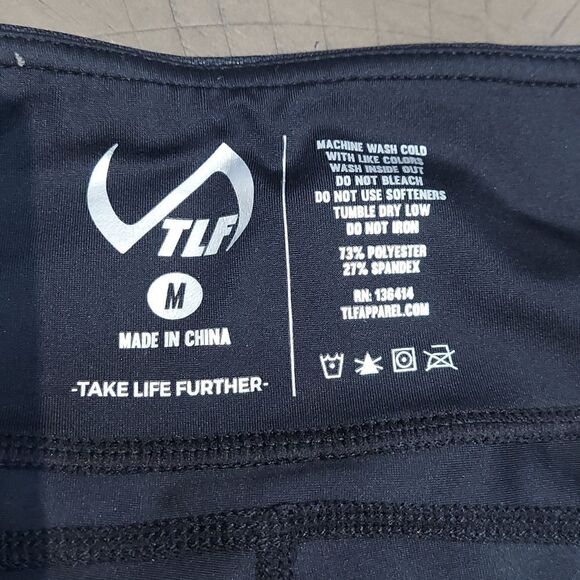 TLF
M
MADE IN CHINA
-TAKE LIFE FURTHER-
MACHINE WASH COLD
WITH LIKE COLORS
WASH INSIDE OUT
DO NOT BLEACH
DO NOT USE SOFTENERS
TUMBLE DRY LOW
DO NOT IRON
73% POLYESTER
27% SPANDEX
RN: 136414
TLFAPPAREL.COM